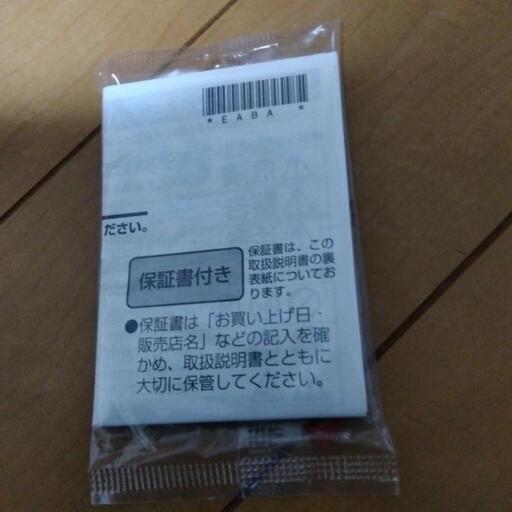 *EABA *
ださい。
保証書付き
保証書は、この
取扱説明書の裏
表紙についてお
ります。
●保証書は「お買い上げ日・
販売店名」などの記入を確
かめ、取扱説明書とともに
大切に保管してください。